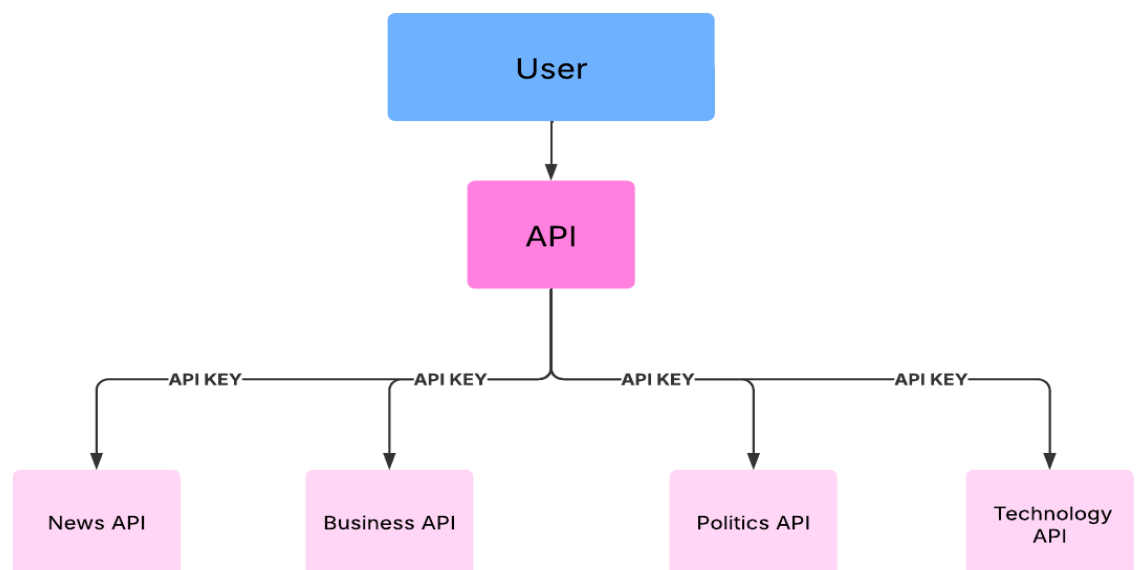 User
API
API KEY
API KEY
API KEY
API KEY
News API
Business API
Politics API
Technology
API